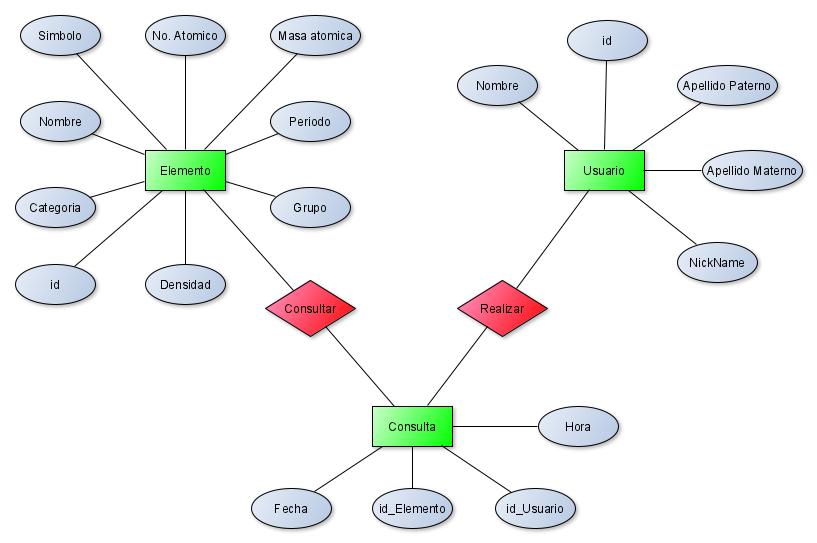 Simbolo
No. Atomico
Masa atomica
id
Nombre
Apellido Paterno
Nombre
Periodo
Elemento
Usuario
Apellido Materno
Categoria
Grupo
NickName
id
Densidad
Consultar
Realizar
Consulta
Hora
Fecha
id_Elemento
id_Usuario